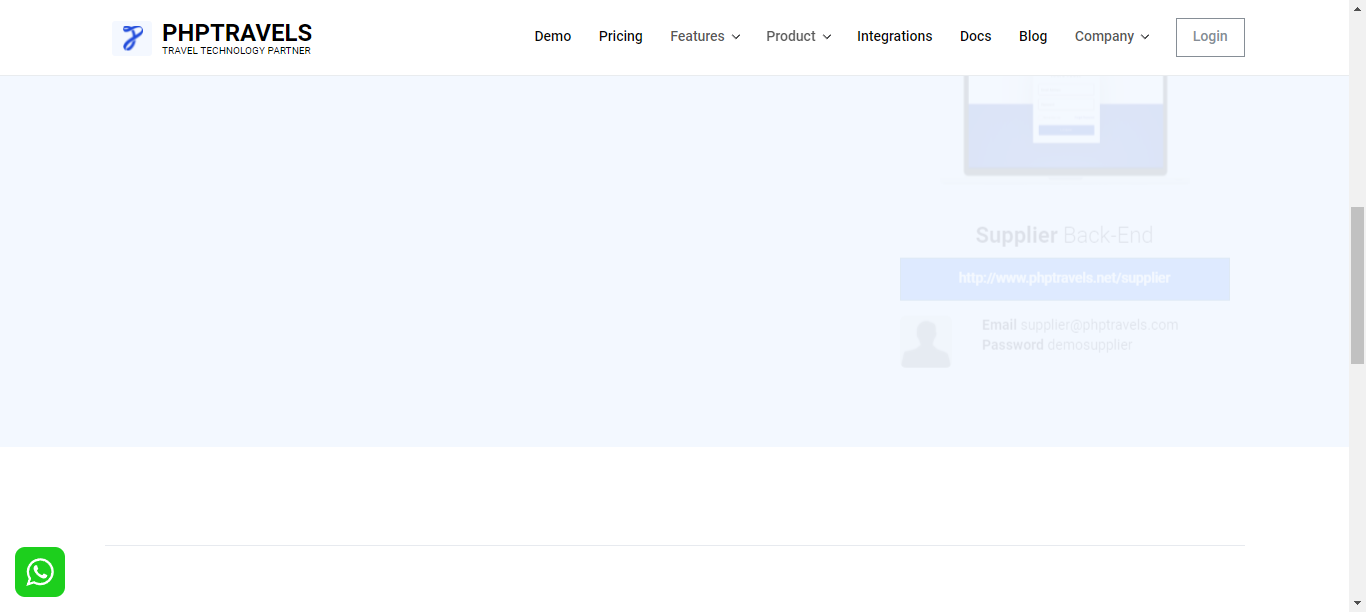 PHPTRAVELS
TRAVEL TECHNOLOGY PARTNER
Demo Pricing Features Product Integrations Docs Blog Company Login
Supplier Back-End
http://www.phptravels.net/supplier
Email supplier@phptravels.com
Password demosupplier